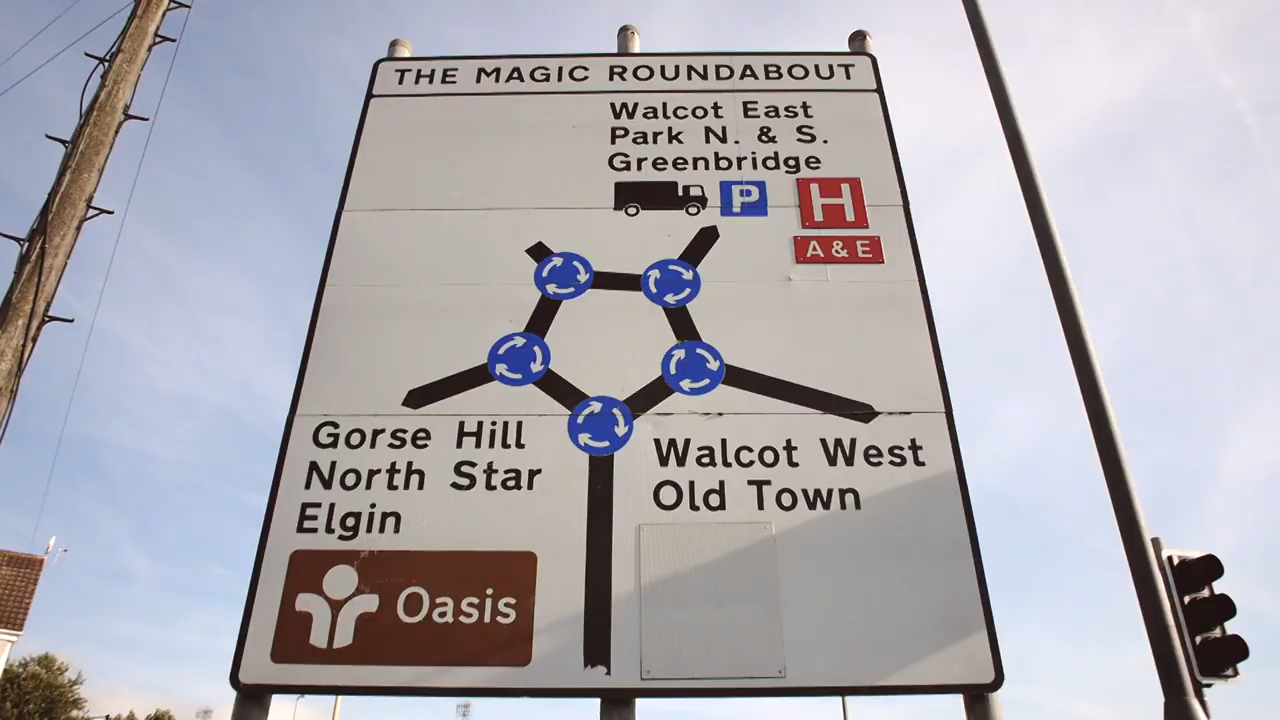 THE MAGIC ROUNDABOUT
Walcot East
Park N. & S.
Greenbridge
P
H
A & E
Gorse Hill
North Star
Elgin
Walcot West
Old Town
Oasis